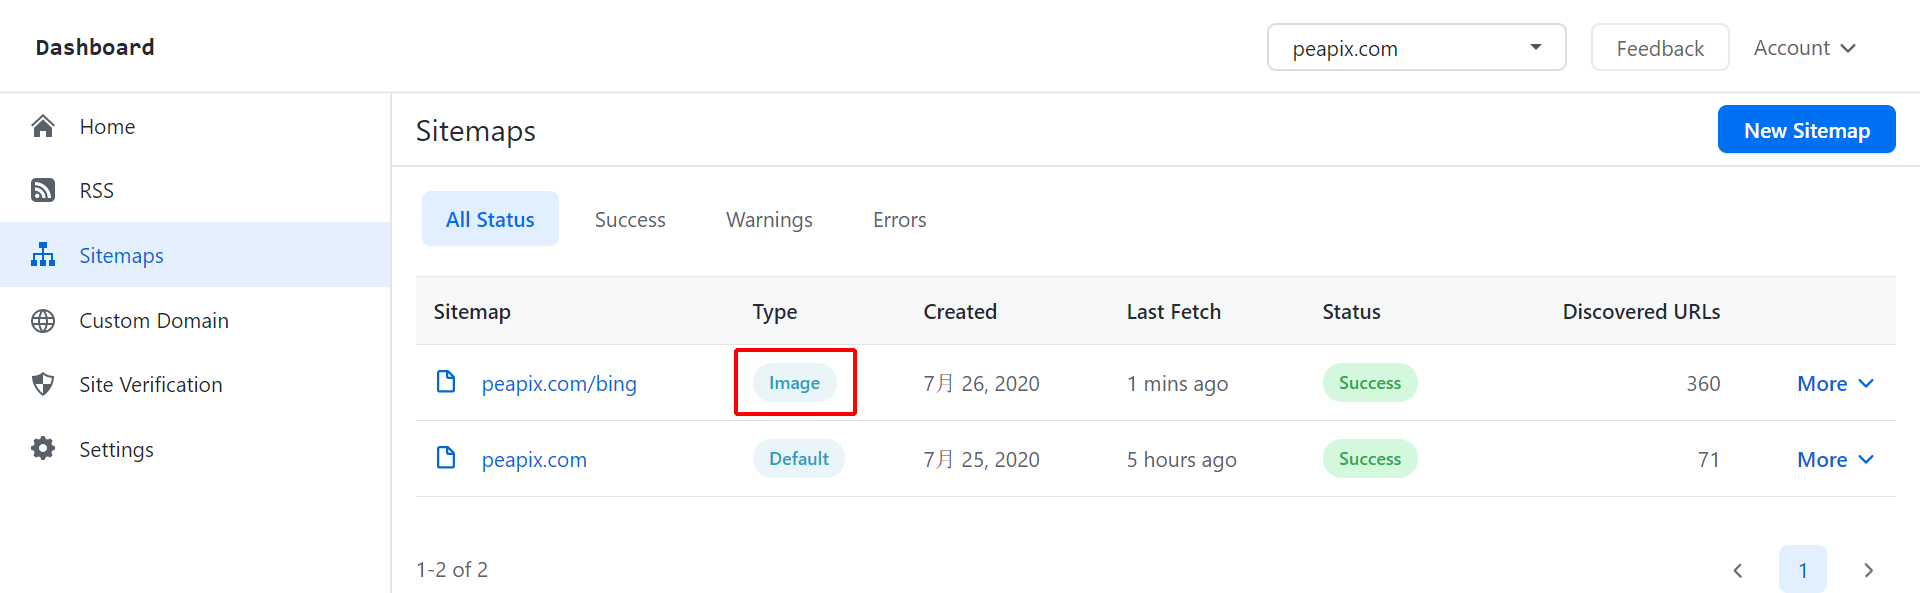 Dashboard
peapix.com
Feedback
Account
Home
RSS
Sitemaps
Custom Domain
Site Verification
Settings
Sitemaps
New Sitemap
All Status Success Warnings Errors
Sitemap Type Created Last Fetch Status Discovered URLs
peapix.com/bing Image 7月 26, 2020 1 mins ago Success 360 More
peapix.com Default 7月 25, 2020 5 hours ago Success 71 More
1-2 of 2
1